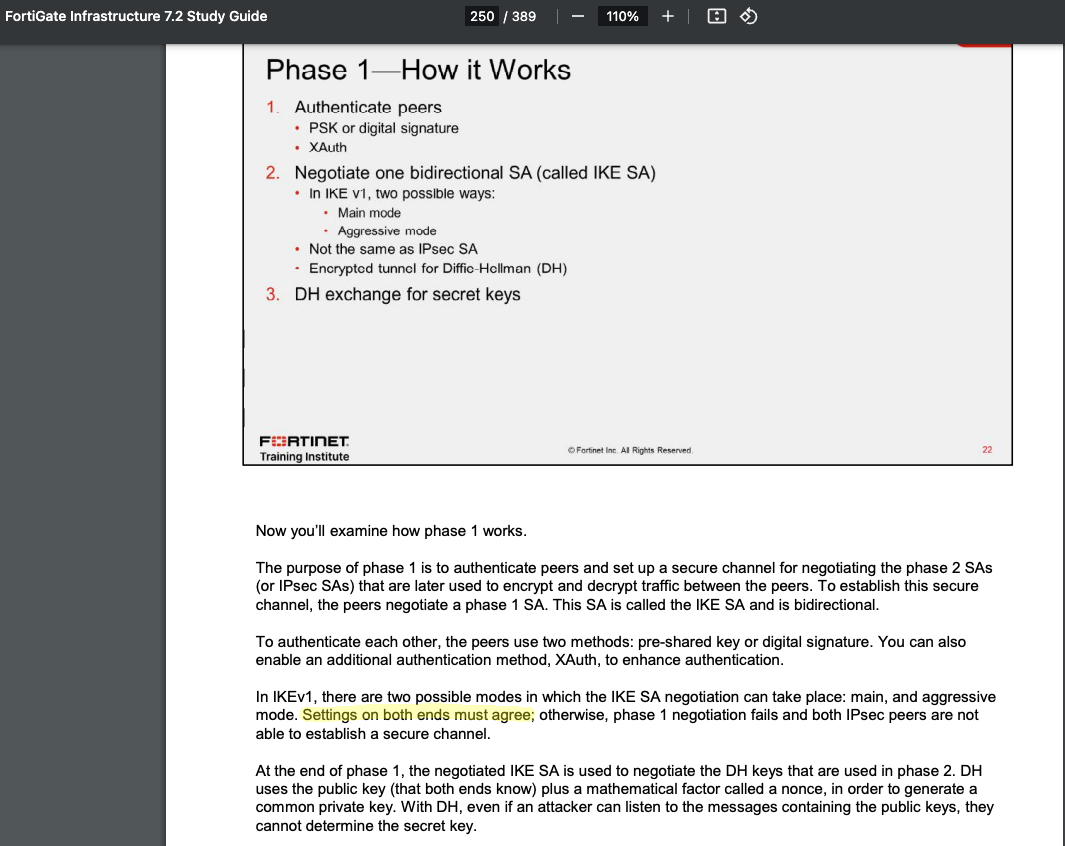 FortiGate Infrastructure 7.2 Study Guide
250 / 389
110%
Phase 1—How it Works
1. Authenticate peers
• PSK or digital signature
• XAuth
2. Negotiate one bidirectional SA (called IKE SA)
• In IKE v1, two possible ways:
• Main mode
• Aggressive mode
• Not the same as IPsec SA
• Encrypted tunnel for Diffie-Hellman (DH)
3. DH exchange for secret keys
FORTINET
Training Institute
© Fortinet Inc. All Rights Reserved.
22
Now you'll examine how phase 1 works.
The purpose of phase 1 is to authenticate peers and set up a secure channel for negotiating the phase 2 SAs
(or IPsec SAs) that are later used to encrypt and decrypt traffic between the peers. To establish this secure
channel, the peers negotiate a phase 1 SA. This SA is called the IKE SA and is bidirectional.
To authenticate each other, the peers use two methods: pre-shared key or digital signature. You can also
enable an additional authentication method, XAuth, to enhance authentication.
In IKEv1, there are two possible modes in which the IKE SA negotiation can take place: main, and aggressive
mode. Settings on both ends must agree; otherwise, phase 1 negotiation fails and both IPsec peers are not
able to establish a secure channel.
At the end of phase 1, the negotiated IKE SA is used to negotiate the DH keys that are used in phase 2. DH
uses the public key (that both ends know) plus a mathematical factor called a nonce, in order to generate a
common private key. With DH, even if an attacker can listen to the messages containing the public keys, they
cannot determine the secret key.